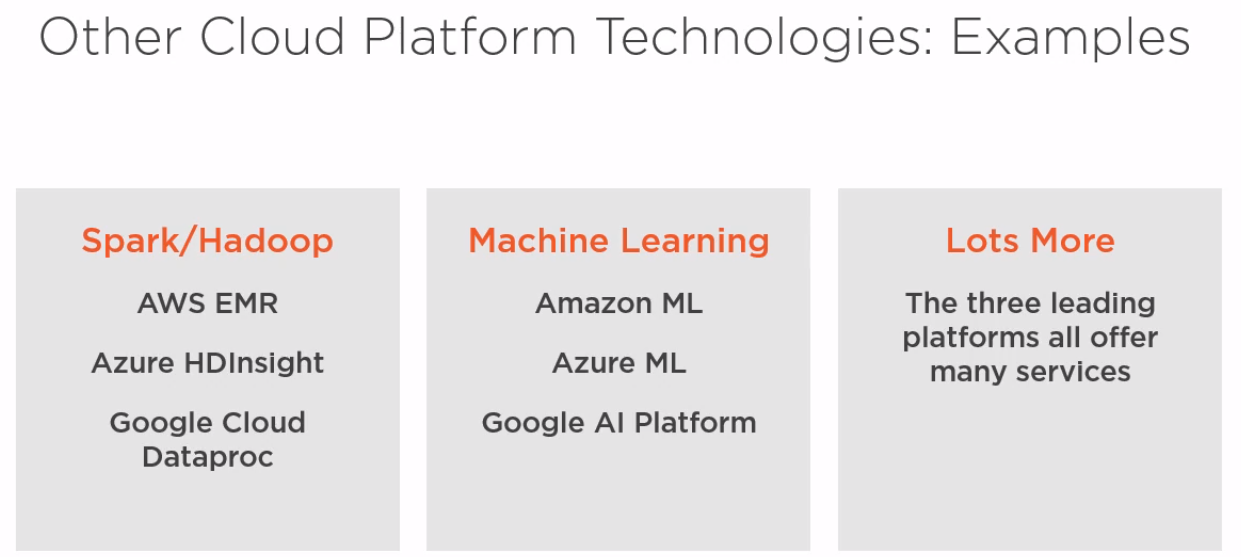 Other Cloud Platform Technologies: Examples
Spark/Hadoop
AWS EMR
Azure HDInsight
Google Cloud
Dataproc
Machine Learning
Amazon ML
Azure ML
Google AI Platform
Lots More
The three leading
platforms all offer
many services